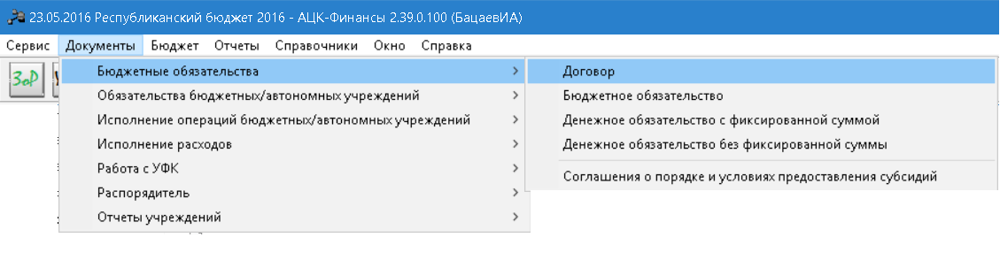 23.05.2016 Республиканский бюджет 2016 - АЦК-Финансы 2.39.0.100 (БацаевИА)
Сервис Документы Бюджет Отчеты Справочники Окно Справка
ЗоР
Бюджетные обязательства
Обязательства бюджетных/автономных учреждений
Исполнение операций бюджетных/автономных учреждений
Исполнение расходов
Работа с УФК
Распорядитель
Отчеты учреждений
Договор
Бюджетное обязательство
Денежное обязательство с фиксированной суммой
Денежное обязательство без фиксированной суммы
Соглашения о порядке и условиях предоставления субсидий